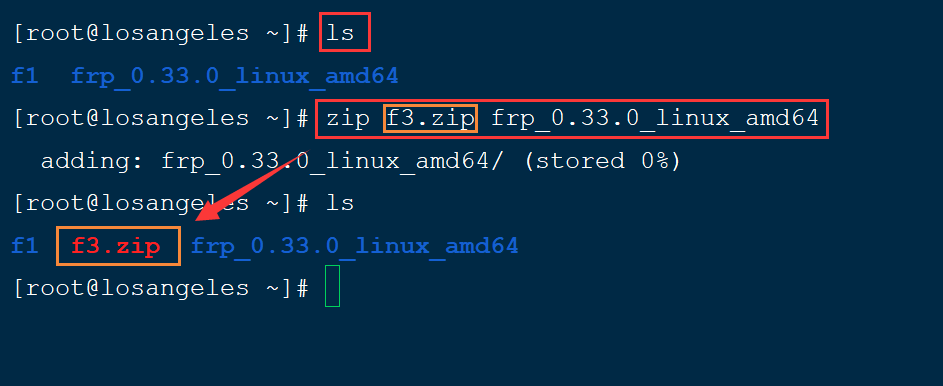 [root@losangeles ~]# ls
f1  frp_0.33.0_linux_amd64
[root@losangeles ~]# zip f3.zip frp_0.33.0_linux_amd64
  adding: frp_0.33.0_linux_amd64/ (stored 0%)
[root@losangeles ~]# ls
f1  f3.zip  frp_0.33.0_linux_amd64
[root@losangeles ~]#